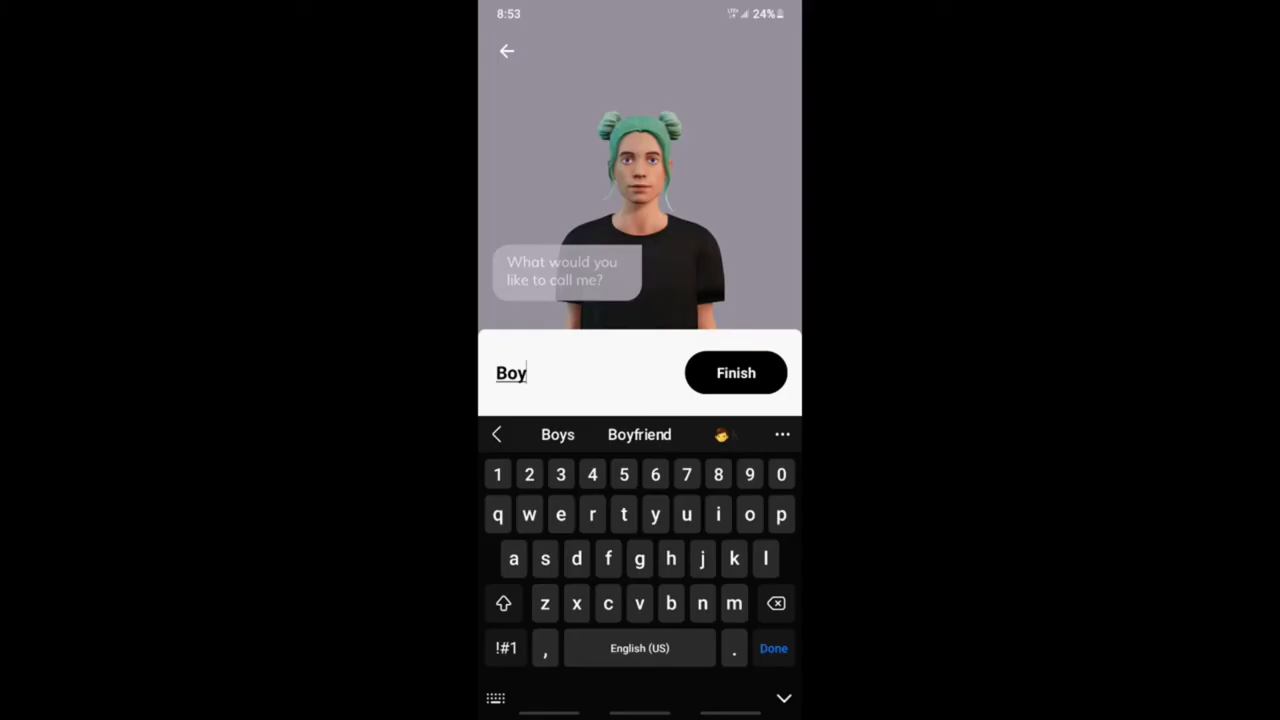 8:53
24%
What would you
like to call me?
Boy
Finish
Boys Boyfriend
1 2 3 4 5 6 7 8 9 0
q w e r t y u i o p
a s d f g h j k l
z x c v b n m
!#1 , English (US) . Done